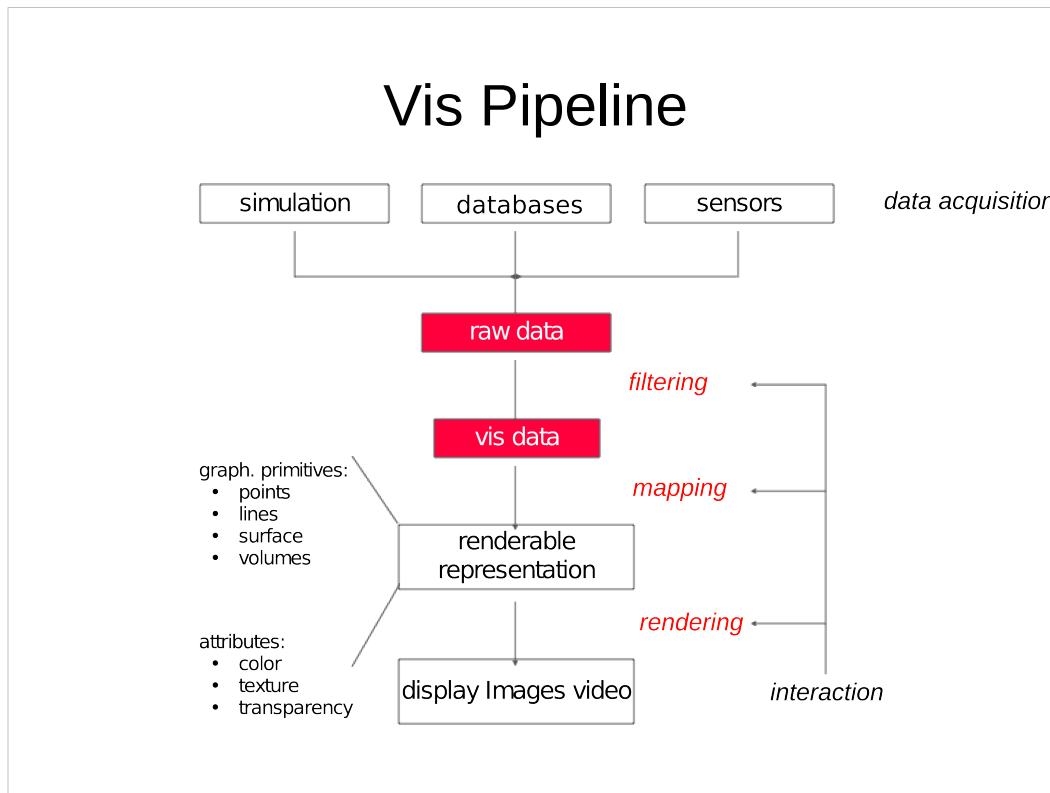 Vis Pipeline
simulation
databases
sensors
data acquisition
raw data
filtering
vis data
mapping
graph. primitives:
• points
• lines
• surface
• volumes
renderable
representation
rendering
attributes:
• color
• texture
• transparency
display Images video
interaction